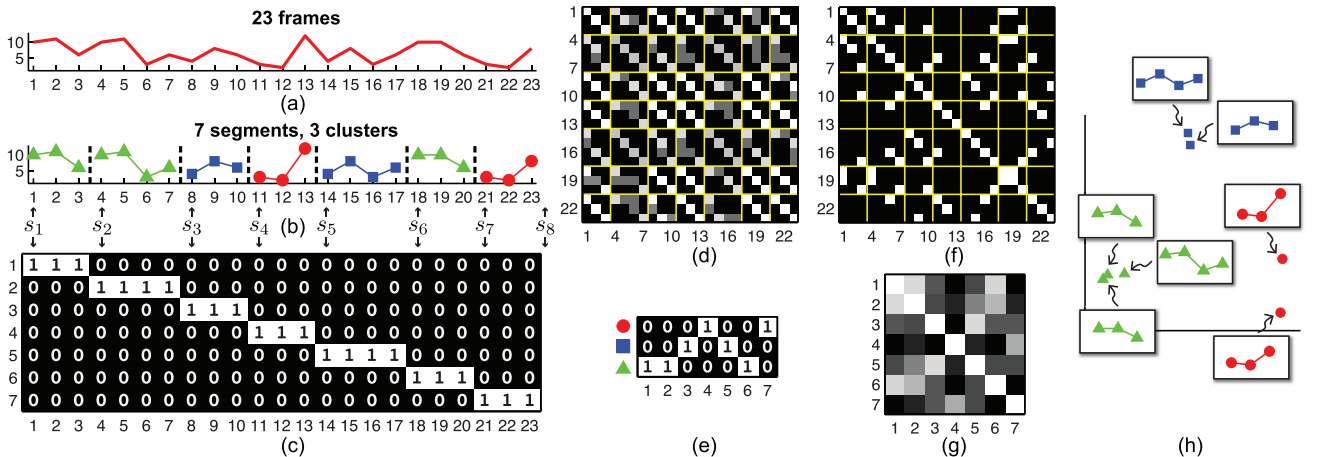 23 frames
10
5
1 2 3 4 5 6 7 8 9 10 11 12 13 14 15 16 17 18 19 20 21 22 23
(a)
7 segments, 3 clusters
10
5
1 2 3 4 5 6 7 8 9 10 11 12 13 14 15 16 17 18 19 20 21 22 23
(b)
s1 s2 s3 s4 s5 s6 s7 s8
1 1 1 1 0 0 0 0 0 0 0 0 0 0 0 0 0 0 0 0 0 0 0 0
2 0 0 0 1 1 1 1 0 0 0 0 0 0 0 0 0 0 0 0 0 0 0 0
3 0 0 0 0 0 0 0 1 1 1 0 0 0 0 0 0 0 0 0 0 0 0 0
4 0 0 0 0 0 0 0 0 0 0 1 1 1 0 0 0 0 0 0 0 0 0 0
5 0 0 0 0 0 0 0 0 0 0 0 0 0 1 1 1 1 0 0 0 0 0 0
6 0 0 0 0 0 0 0 0 0 0 0 0 0 0 0 0 0 1 1 1 0 0 0
7 0 0 0 0 0 0 0 0 0 0 0 0 0 0 0 0 0 0 0 0 1 1 1
1 2 3 4 5 6 7 8 9 10 11 12 13 14 15 16 17 18 19 20 21 22 23
(c)
1
4
7
10
13
16
19
22
1 4 7 10 13 16 19 22
(d)
0 0 0 1 0 0 1
0 0 1 0 1 0 0
1 1 0 0 0 1 0
1 2 3 4 5 6 7
(e)
1
4
7
10
13
16
19
22
1 4 7 10 13 16 19 22
(f)
1
2
3
4
5
6
7
1 2 3 4 5 6 7
(g)
(h)